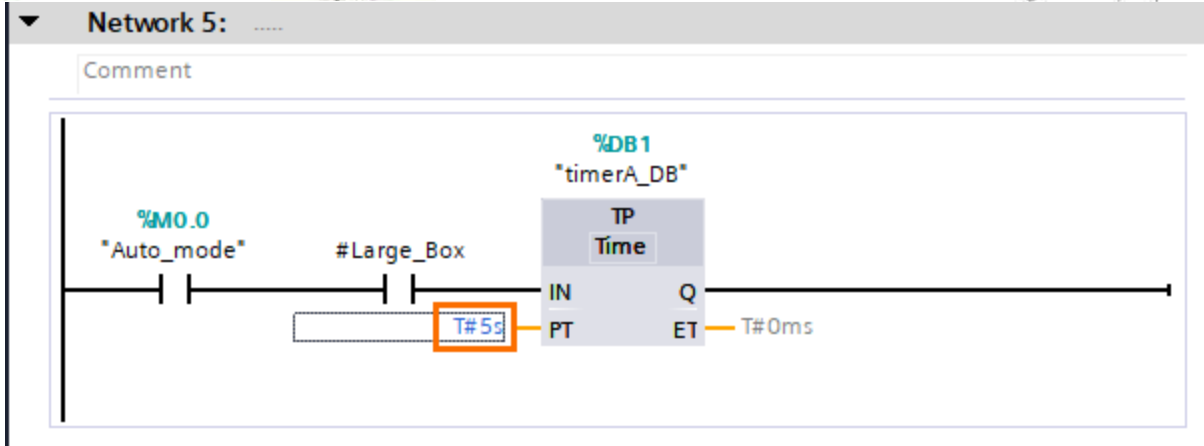 Network 5: .....
Comment
%DB1
"timerA_DB"
TP
Time
%M0.0
"Auto_mode"
#Large_Box
IN
Q
T#5s
PT
ET
T#0ms